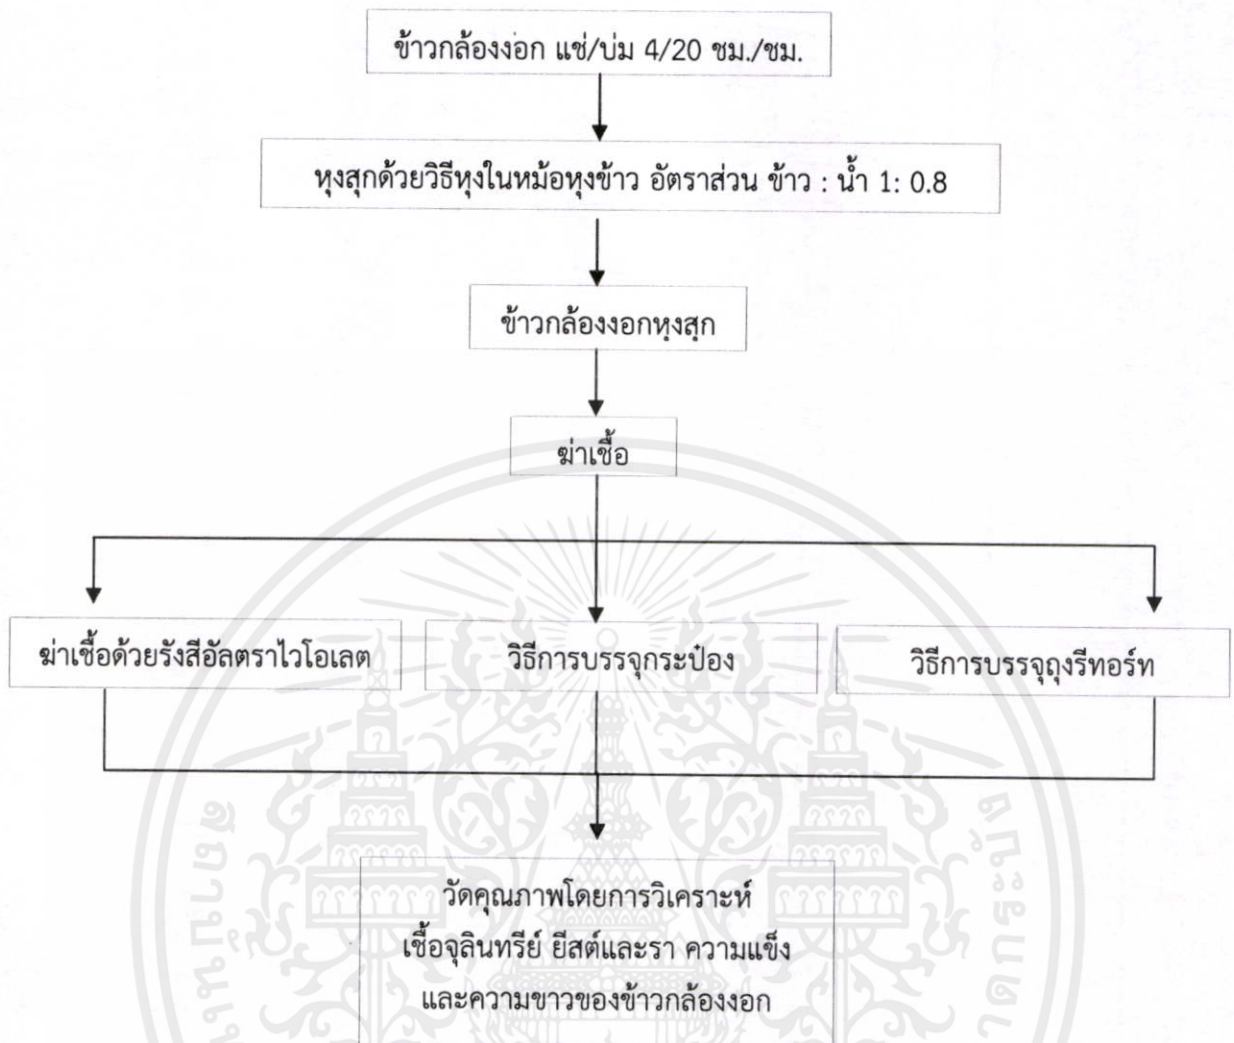 ข้าวกล้องงอก แช่/บ่ม 4/20 ชม./ชม.
หุงสุกด้วยวิธีหุงในหม้อหุงข้าว อัตราส่วน ข้าว : น้ำ 1: 0.8
ข้าวกล้องงอกหุงสุก
ฆ่าเชื้อ
ฆ่าเชื้อด้วยรังสีอัลตราไวโอเลต
วิธีการบรรจุกระป๋อง
วิธีการบรรจุถุงรีทอร์ท
วัดคุณภาพโดยการวิเคราะห์
เชื้อจุลินทรีย์ ยีสต์และรา ความแข็ง
และความขาวของข้าวกล้องงอก